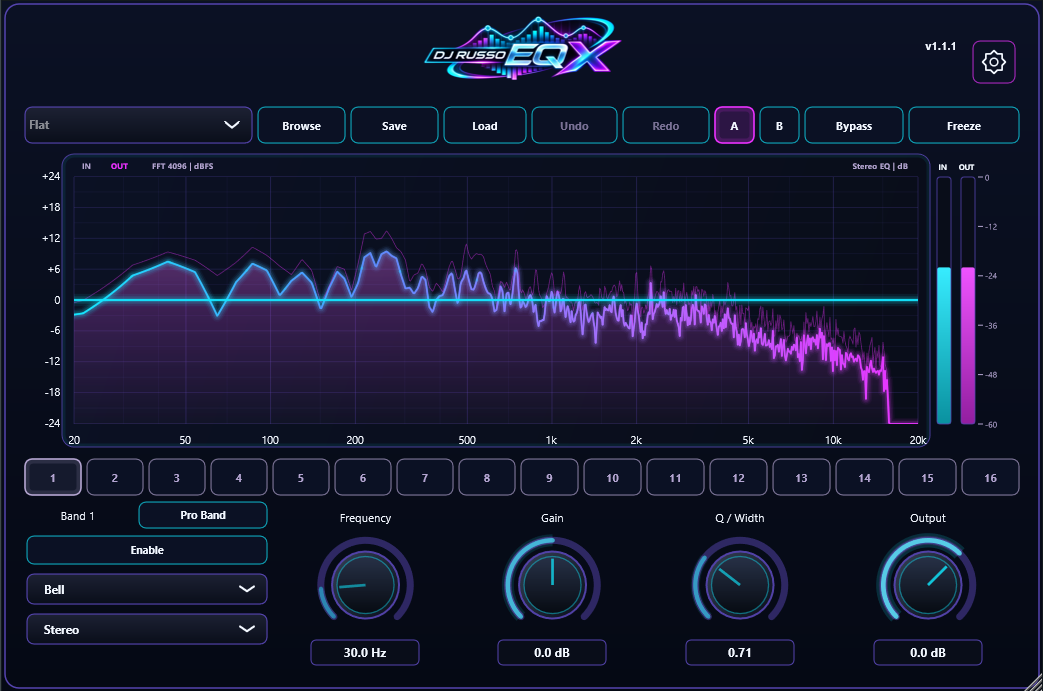 DJ RUSSO EQX
v1.1.1
Flat
Browse
Save
Load
Undo
Redo
A
B
Bypass
Freeze
IN OUT FFT 4096 | dBFS
Stereo EQ | dB
IN OUT
+24
+18
+12
+6
0
-6
-12
-18
-24
0
-12
-24
-36
-48
-60
20 50 100 200 500 1k 2k 5k 10k 20k
1 2 3 4 5 6 7 8 9 10 11 12 13 14 15 16
Band 1
Pro Band
Enable
Bell
Stereo
Frequency
Gain
Q / Width
Output
30.0 Hz
0.0 dB
0.71
0.0 dB